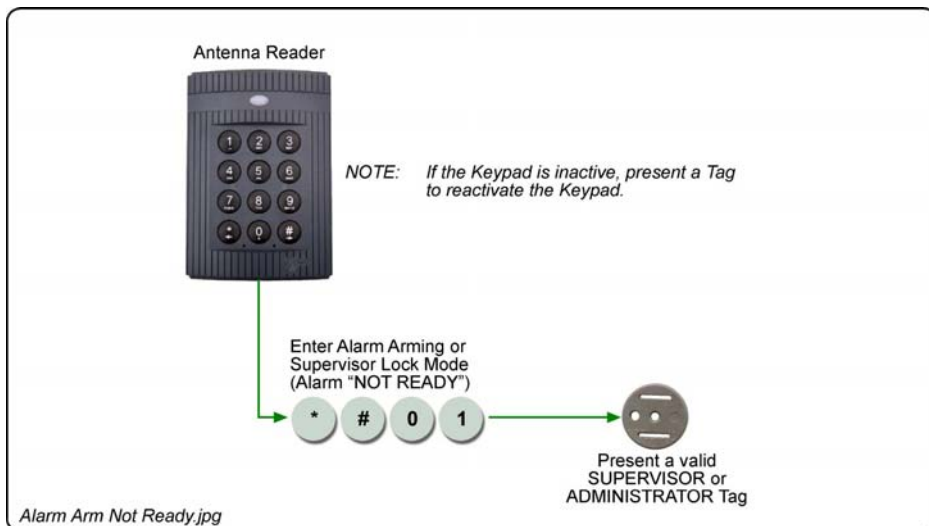 Antenna Reader
1 2 3
4 5 6
7 8 9
* 0 #
NOTE: If the Keypad is inactive, present a Tag
to reactivate the Keypad.
Enter Alarm Arming or
Supervisor Lock Mode
(Alarm “NOT READY”)
* # 0 1
Present a valid
SUPERVISOR or
ADMINISTRATOR Tag
Alarm Arm Not Ready.jpg